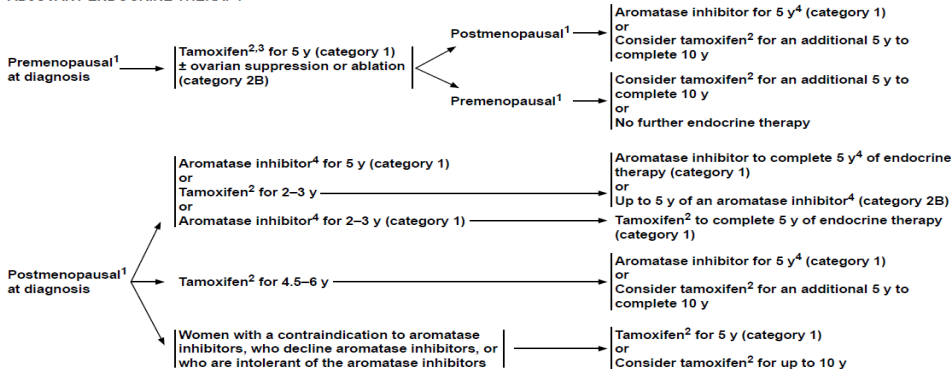 ADJUVANT ENDOCRINE THERAPY
Premenopausal¹
at diagnosis
Tamoxifen²,³ for 5 y (category 1)
± ovarian suppression or ablation
(category 2B)
Postmenopausal¹
Aromatase inhibitor for 5 y⁴ (category 1)
or
Consider tamoxifen² for an additional 5 y to
complete 10 y
Premenopausal¹
Consider tamoxifen² for an additional 5 y to
complete 10 y
or
No further endocrine therapy
Postmenopausal¹
at diagnosis
Aromatase inhibitor⁴ for 5 y (category 1)
or
Tamoxifen² for 2–3 y
or
Aromatase inhibitor⁴ for 2–3 y (category 1)
Aromatase inhibitor to complete 5 y⁴ of endocrine
therapy (category 1)
or
Up to 5 y of an aromatase inhibitor⁴ (category 2B)
Tamoxifen² to complete 5 y of endocrine therapy
(category 1)
Tamoxifen² for 4.5–6 y
Aromatase inhibitor for 5 y⁴ (category 1)
or
Consider tamoxifen² for an additional 5 y to
complete 10 y
Women with a contraindication to aromatase
inhibitors, who decline aromatase inhibitors, or
who are intolerant of the aromatase inhibitors
Tamoxifen² for 5 y (category 1)
or
Consider tamoxifen² for up to 10 y